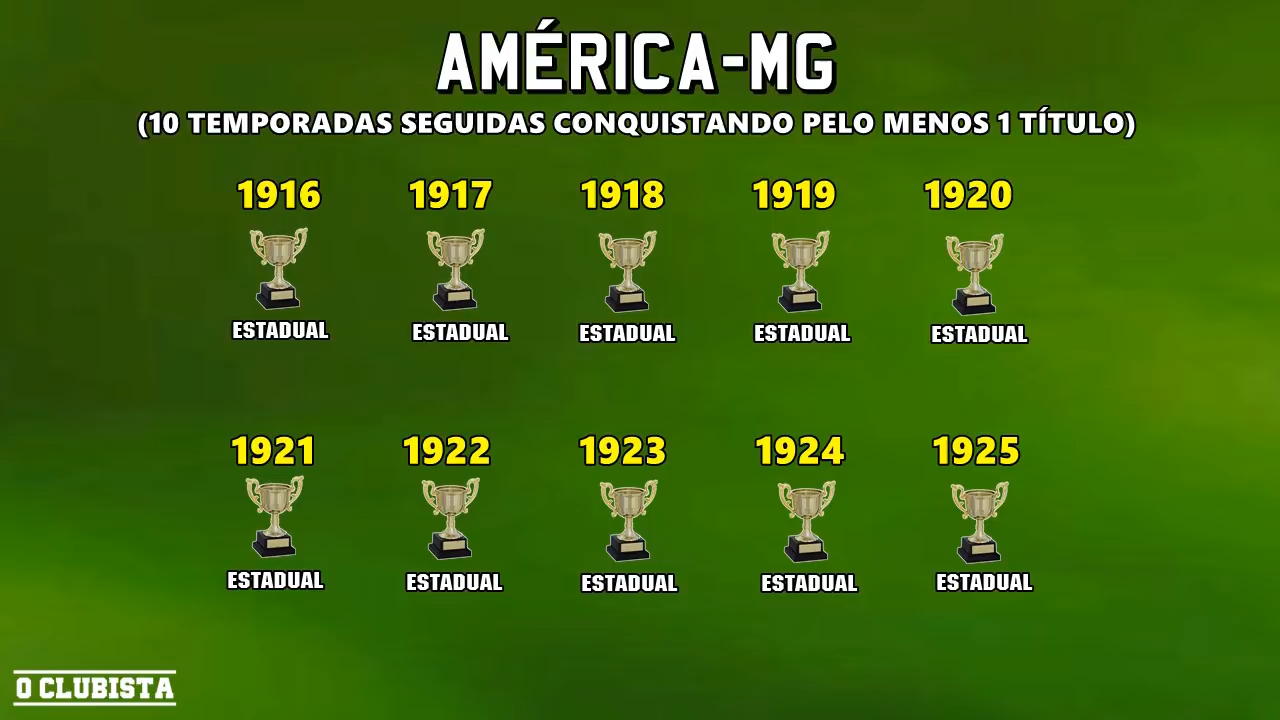 AMÉRICA-MG
(10 TEMPORADAS SEGUIDAS CONQUISTANDO PELO MENOS 1 TÍTULO)
1916 1917 1918 1919 1920
ESTADUAL ESTADUAL ESTADUAL ESTADUAL ESTADUAL
1921 1922 1923 1924 1925
ESTADUAL ESTADUAL ESTADUAL ESTADUAL ESTADUAL
O CLUBISTA